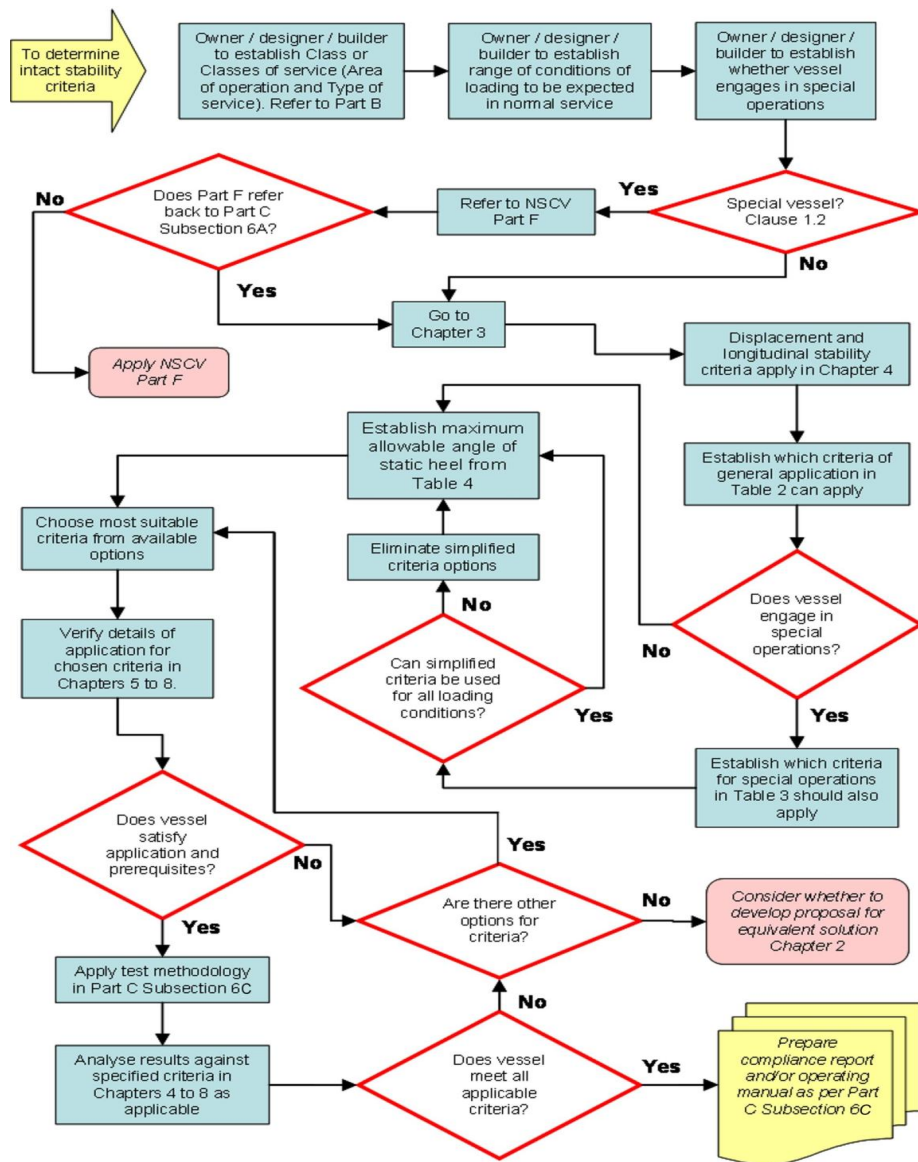 To determine
intact stability
criteria
Owner / designer / builder
to establish Class or
Classes of service (Area
of operation and Type of
service). Refer to Part B
Owner / designer /
builder to establish
range of conditions of
loading to be expected
in normal service
Owner / designer /
builder to establish
whether vessel
engages in special
operations
No
Does Part F refer
back to Part C
Subsection 6A?
Yes
Refer to NSCV
Part F
Yes
Special vessel?
Clause 1.2
No
Go to
Chapter 3
Apply NSCV
Part F
Displacement and
longitudinal stability
criteria apply in Chapter 4
Establish maximum
allowable angle of
static heel from
Table 4
Establish which criteria of
general application in
Table 2 can apply
Choose most suitable
criteria from available
options
Eliminate simplified
criteria options
No
Does vessel
engage in
special
operations?
No
Yes
Verify details of
application for
chosen criteria in
Chapters 5 to 8.
Can simplified
criteria be used
for all loading
conditions?
Yes
Establish which criteria
for special operations
in Table 3 should also
apply
Does vessel
satisfy
application and
prerequisites?
No
Yes
Yes
Are there other
options for
criteria?
No
Consider whether to
develop proposal for
equivalent solution
Chapter 2
Apply test methodology
in Part C Subsection 6C
No
Analyse results against
specified criteria in
Chapters 4 to 8 as
applicable
Does vessel
meet all
applicable
criteria?
Yes
Prepare
compliance report
and/or operating
manual as per Part
C Subsection 6C